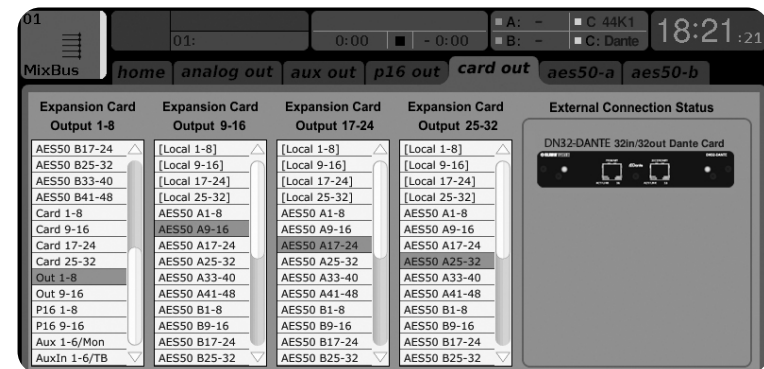 01
MixBus
01:
0:00
- 0:00
A: -
B: -
C 44K1
C: Dante
18:21:21
home
analog out
aux out
p16 out
card out
aes50-a
aes50-b
Expansion Card
Output 1-8
AES50 B17-24
AES50 B25-32
AES50 B33-40
AES50 B41-48
Card 1-8
Card 9-16
Card 17-24
Card 25-32
Out 1-8
Out 9-16
P16 1-8
P16 9-16
Aux 1-6/Mon
AuxIn 1-6/TB
Expansion Card
Output 9-16
[Local 1-8]
[Local 9-16]
[Local 17-24]
[Local 25-32]
AES50 A1-8
AES50 A9-16
AES50 A17-24
AES50 A25-32
AES50 A33-40
AES50 A41-48
AES50 B1-8
AES50 B9-16
AES50 B17-24
AES50 B25-32
Expansion Card
Output 17-24
[Local 1-8]
[Local 9-16]
[Local 17-24]
[Local 25-32]
AES50 A1-8
AES50 A9-16
AES50 A17-24
AES50 A25-32
AES50 A33-40
AES50 A41-48
AES50 B1-8
AES50 B9-16
AES50 B17-24
AES50 B25-32
Expansion Card
Output 25-32
[Local 1-8]
[Local 9-16]
[Local 17-24]
[Local 25-32]
AES50 A1-8
AES50 A9-16
AES50 A17-24
AES50 A25-32
AES50 A33-40
AES50 A41-48
AES50 B1-8
AES50 B9-16
AES50 B17-24
AES50 B25-32
External Connection Status
DN32-DANTE 32in/32out Dante Card